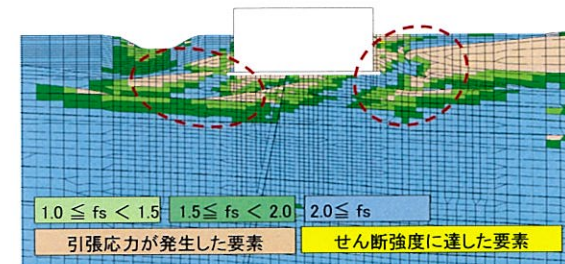 1.0 ≦ fs < 1.5
1.5≦ fs < 2.0
2.0≦ fs
引張応力が発生した要素
せん断強度に達した要素